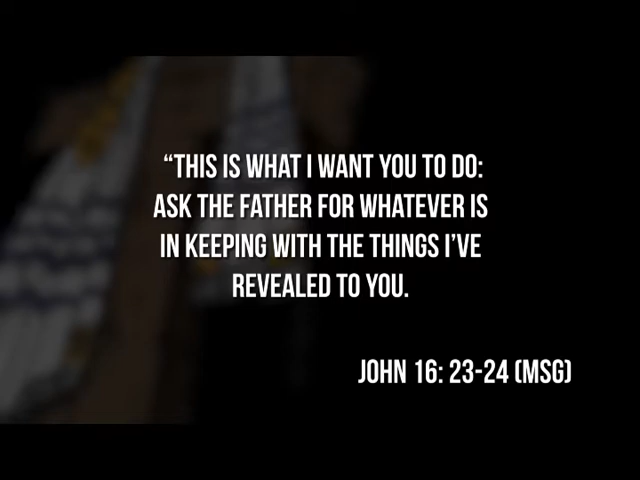 “THIS IS WHAT I WANT YOU TO DO:
ASK THE FATHER FOR WHATEVER IS
IN KEEPING WITH THE THINGS I’VE
REVEALED TO YOU.
JOHN 16: 23-24 (MSG)